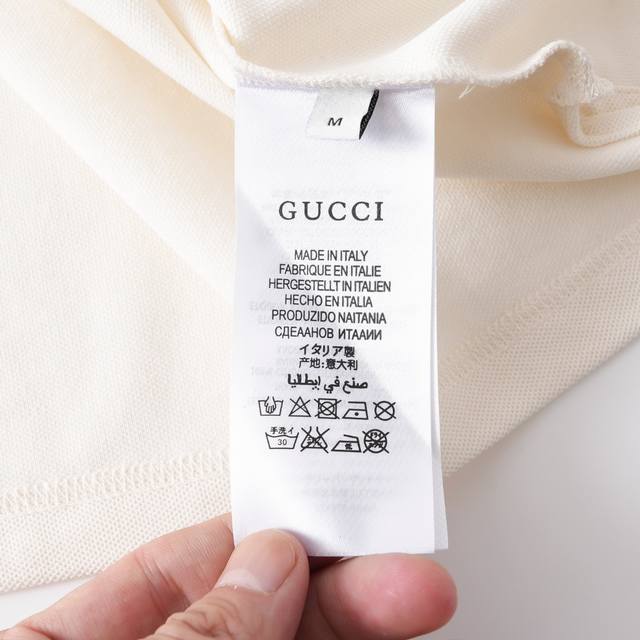 M
GUCCI
MADE IN ITALY
FABRIQUE EN ITALIE
HERGESTELLT IN ITALIEN
HECHO EN ITALIA
PRODUZIDO NAITANIA
СДЕААНОВ ИТААИИ
イタリア製
产地:意大利
صنع في إيطليا
手洗イ
30